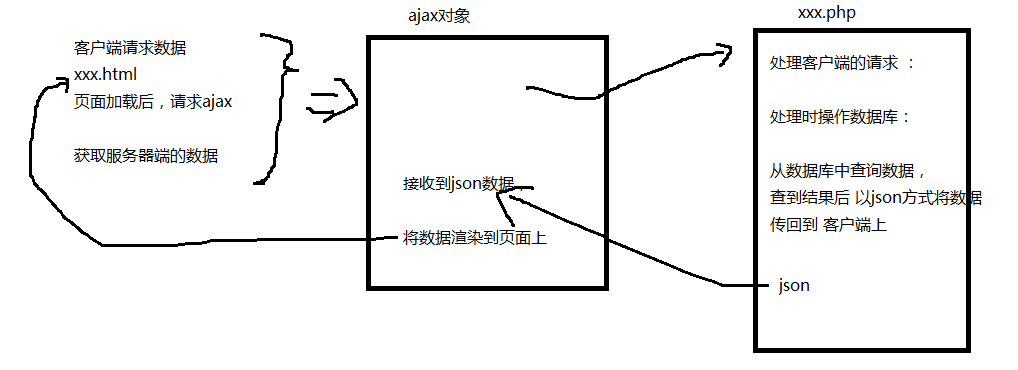 ajax对象
xxx.php
客户端请求数据
xxx.html
页面加载后，请求ajax
获取服务器端的数据
接收到json数据，
将数据渲染到页面上
处理客户端的请求 ：
处理时操作数据库：
从数据库中查询数据，
查到结果后 以json方式将数据
传回到 客户端上
json